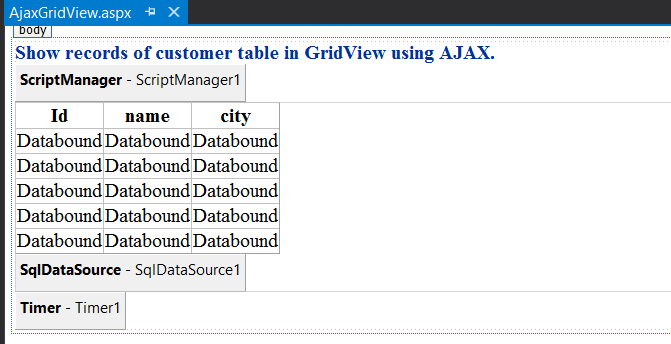 AjaxGridView.aspx
body
Show records of customer table in GridView using AJAX.
ScriptManager - ScriptManager1
Id name city
Databound Databound Databound
Databound Databound Databound
Databound Databound Databound
Databound Databound Databound
Databound Databound Databound
SqlDataSource - SqlDataSource1
Timer - Timer1